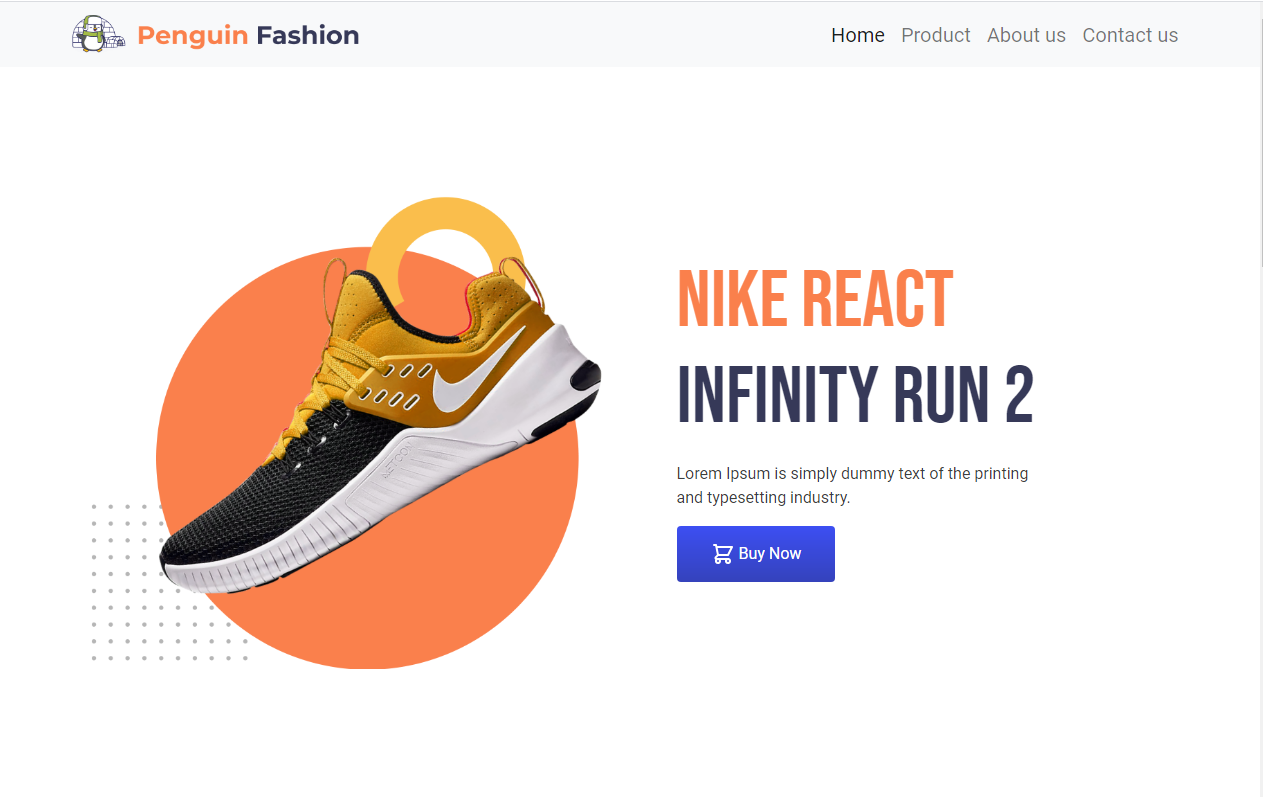 Penguin Fashion
Home Product About us Contact us
NIKE REACT
INFINITY RUN 2
Lorem Ipsum is simply dummy text of the printing
and typesetting industry.
Buy Now